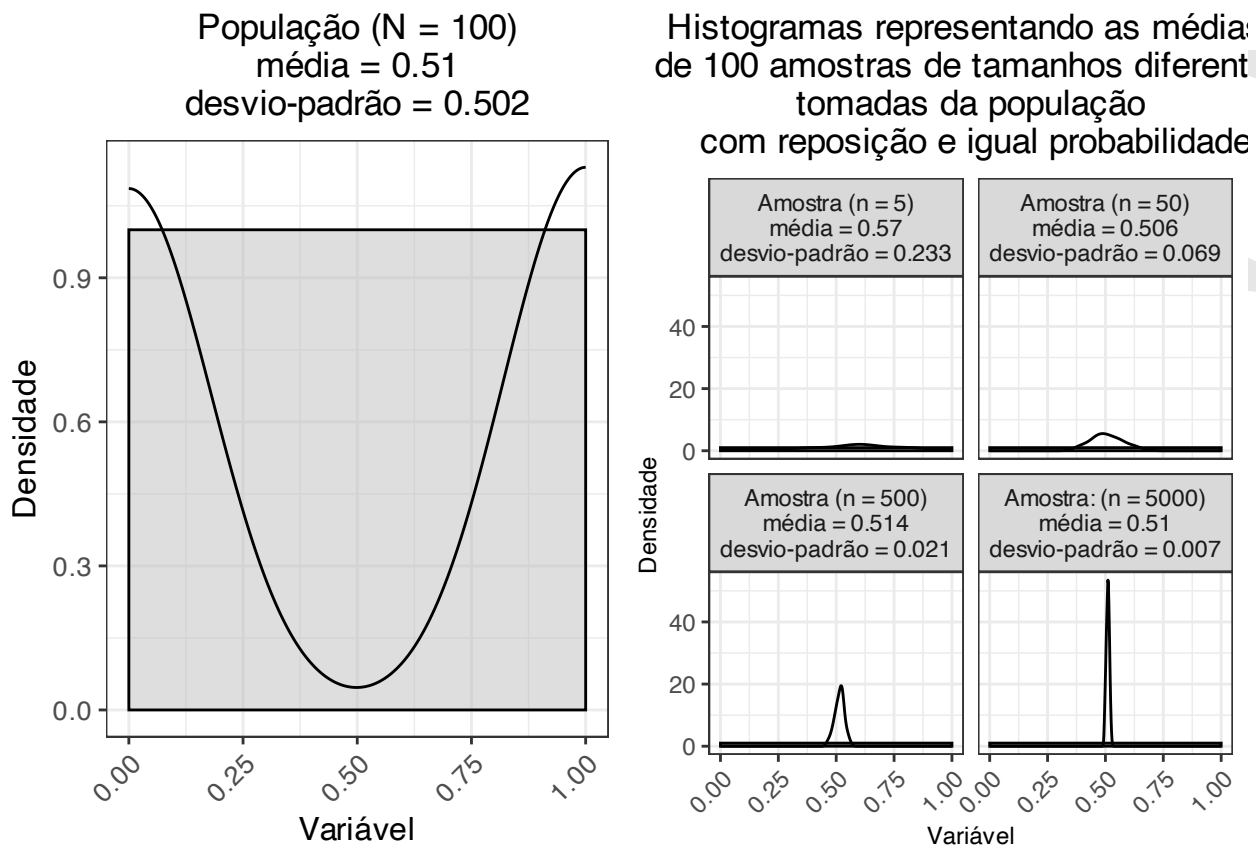 População (N = 100)
média = 0.51
desvio-padrão = 0.502
Densidade
0.9
0.6
0.3
0.0
0.00
0.25
0.50
0.75
1.00
Variável
Histogramas representando as médias
de 100 amostras de tamanhos diferent
tomadas da população
com reposição e igual probabilidade
Amostra (n = 5)
média = 0.57
desvio-padrão = 0.233
Amostra (n = 50)
média = 0.506
desvio-padrão = 0.069
40
20
0
Densidade
Amostra (n = 500)
média = 0.514
desvio-padrão = 0.021
Amostra: (n = 5000)
média = 0.51
desvio-padrão = 0.007
40
20
0
0.00
0.25
0.50
0.75
1.00
0.00
0.25
0.50
0.75
1.00
Variável